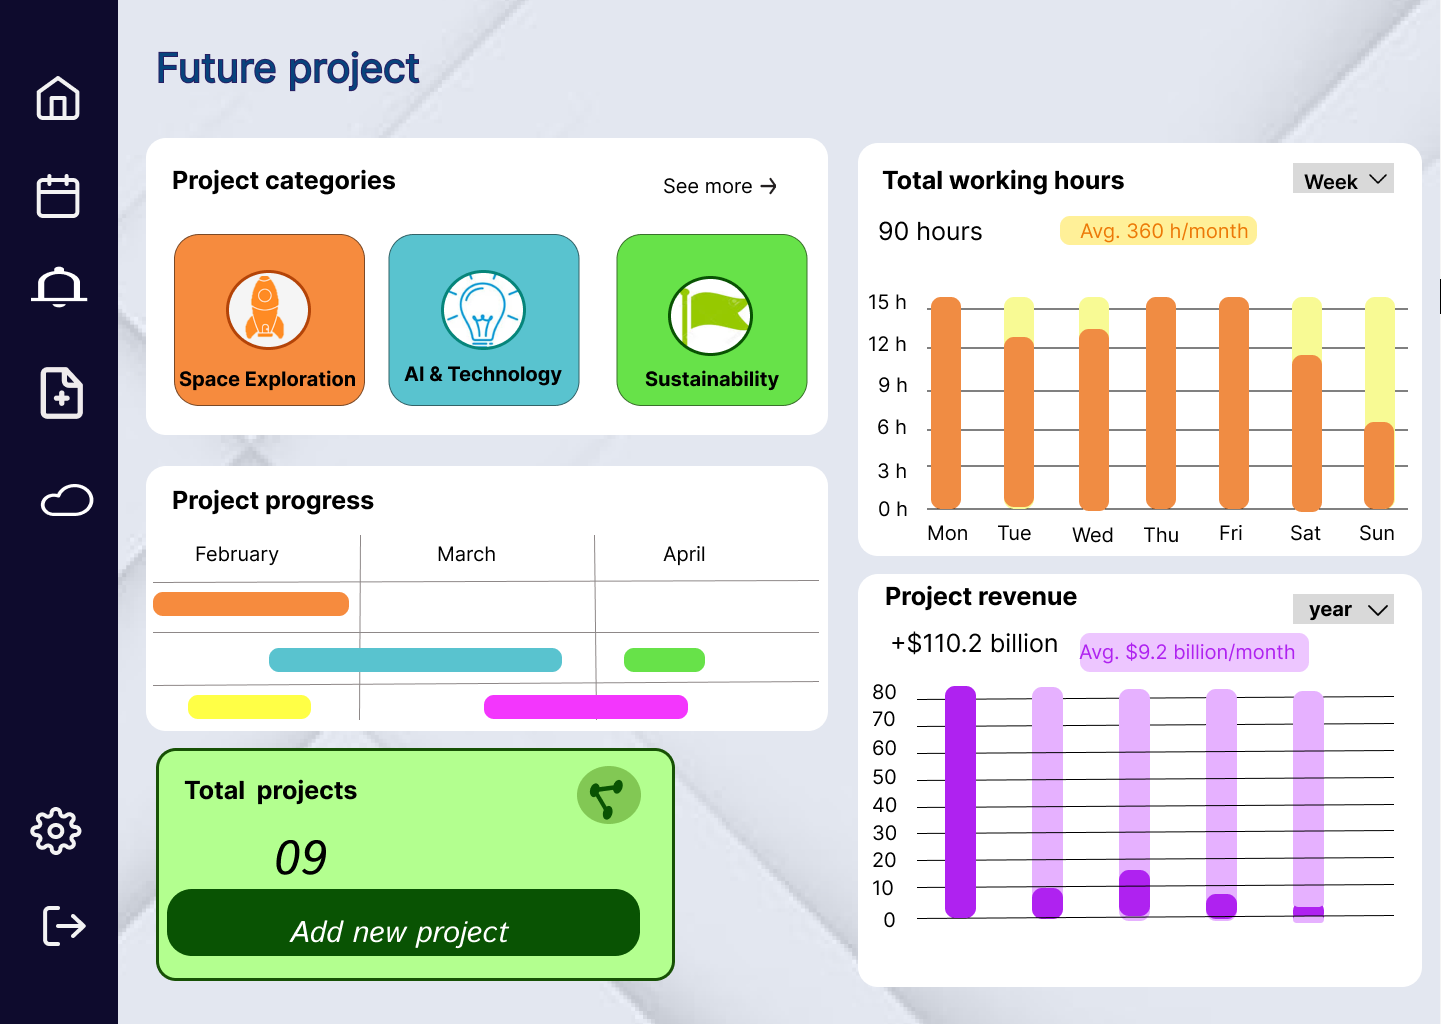 Future project
Project categories
See more →
Space Exploration
AI & Technology
Sustainability
Project progress
February
March
April
Total projects
09
Add new project
Total working hours
Week
90 hours
Avg. 360 h/month
15 h
12 h
9 h
6 h
3 h
0 h
Mon Tue Wed Thu Fri Sat Sun
Project revenue
year
+$110.2 billion
Avg. $9.2 billion/month
80
70
60
50
40
30
20
10
0